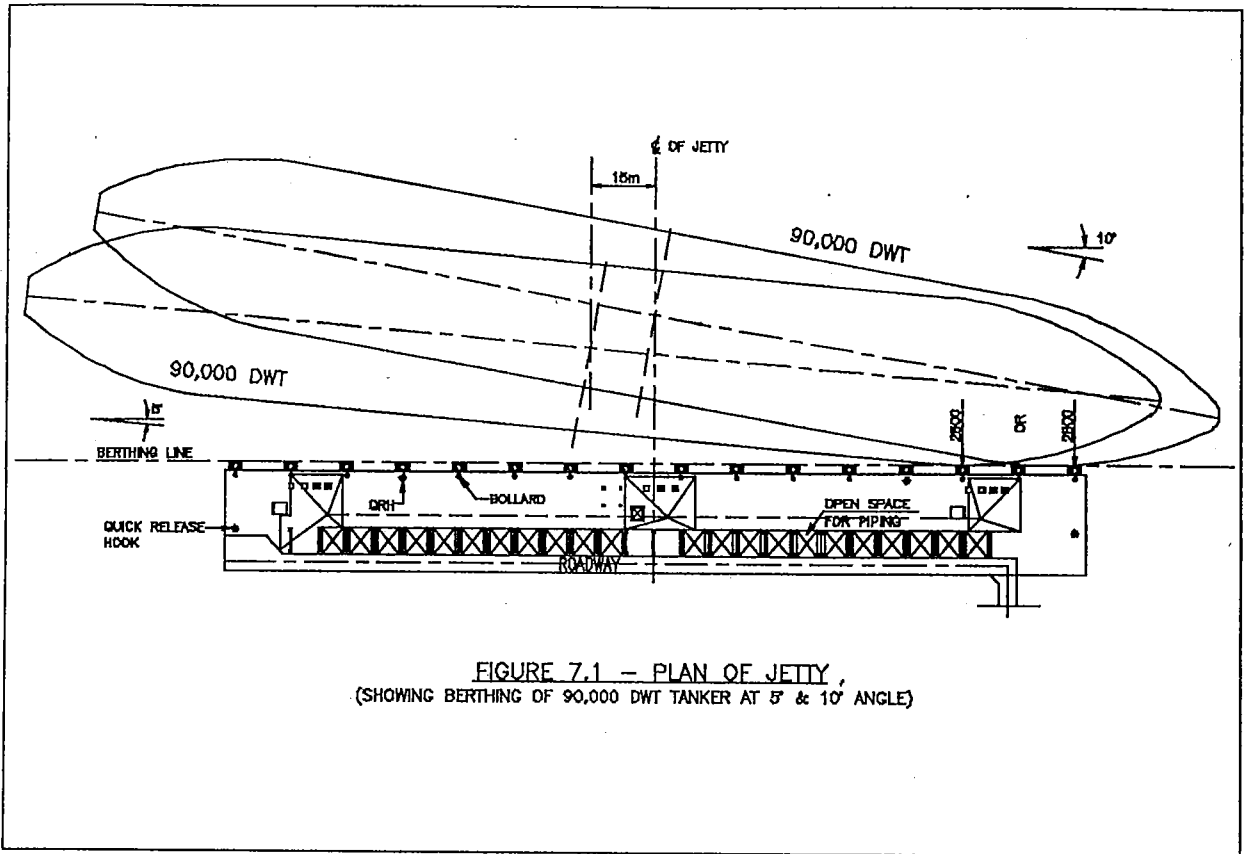 ℄ OF JETTY
15m
90,000 DWT
10°
90,000 DWT
5°
2500
OR
2500
BERTHING LINE
QRH
BOLLARD
OPEN SPACE
FOR PIPING
QUICK RELEASE
HOOK
ROADWAY
FIGURE 7.1 – PLAN OF JETTY
(SHOWING BERTHING OF 90,000 DWT TANKER AT 5° & 10° ANGLE)